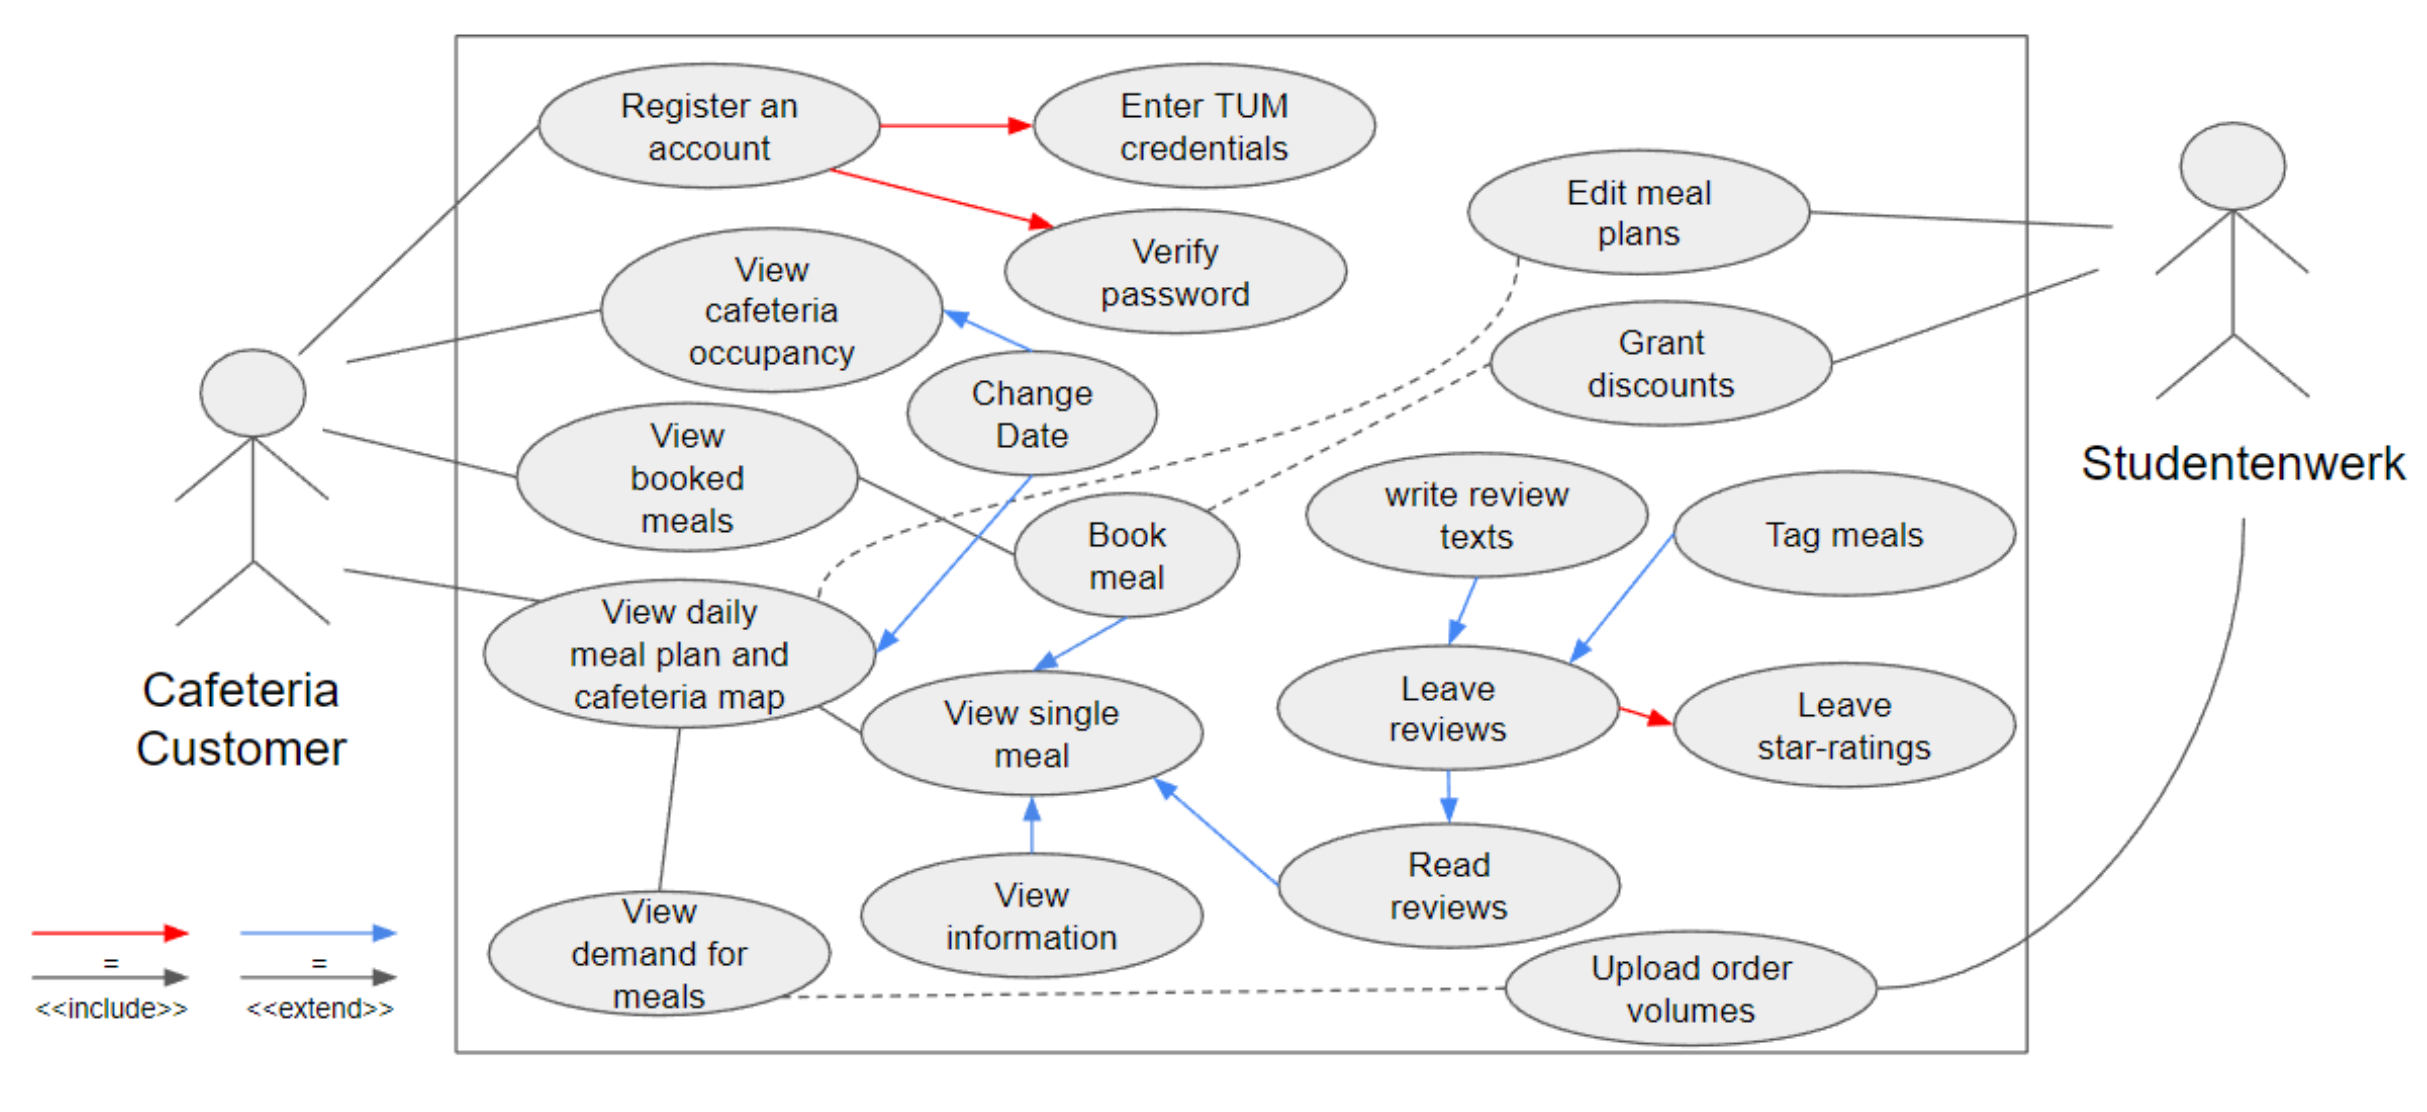 Register an
account
Enter TUM
credentials
Edit meal
plans
Verify
password
View
cafeteria
occupancy
Grant
discounts
Change
Date
View
booked
meals
Studentenwerk
write review
texts
Tag meals
Book
meal
View daily
meal plan and
cafeteria map
Cafeteria
Customer
View single
meal
Leave
reviews
Leave
star-ratings
View
information
Read
reviews
View
demand for
meals
Upload order
volumes
=
<<include>>
=
<<extend>>